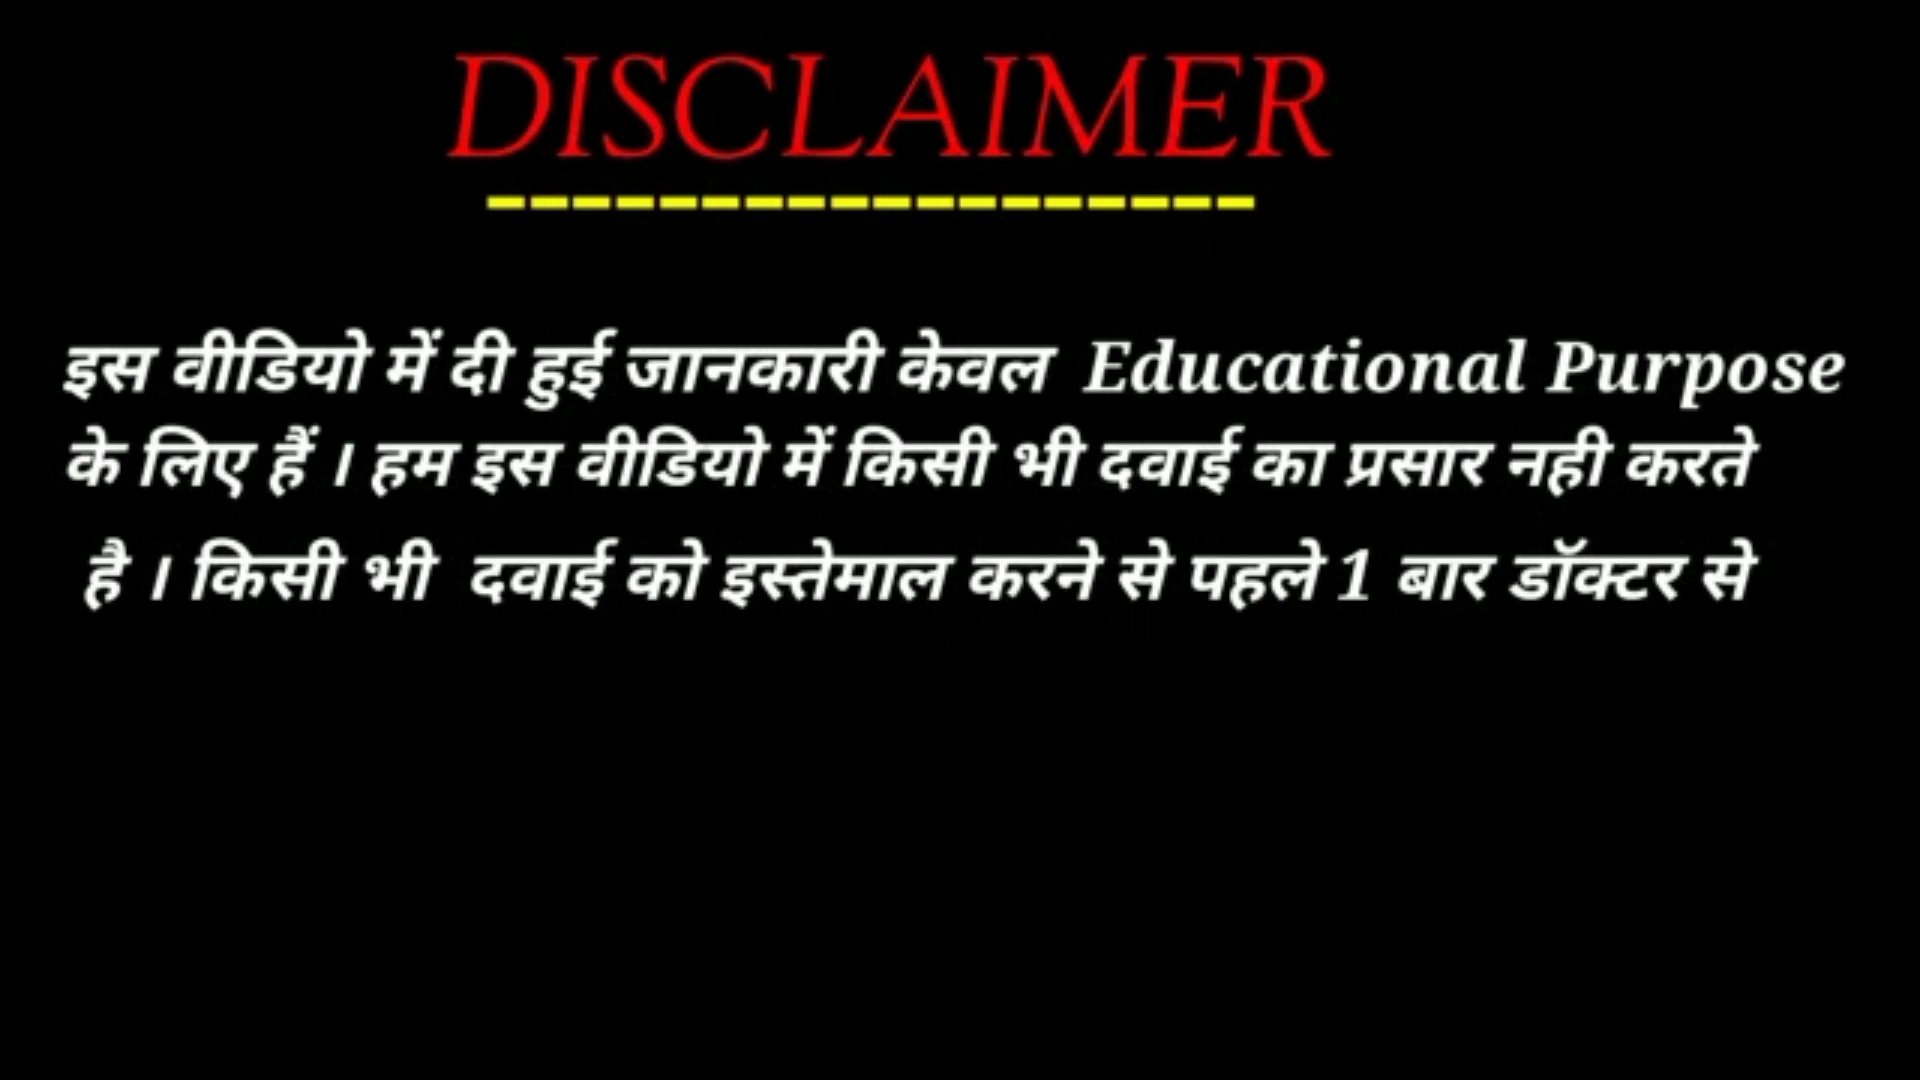 DISCLAIMER
------------------
इस वीडियो में दी हुई जानकारी केवल Educational Purpose
के लिए हैं । हम इस वीडियो में किसी भी दवाई का प्रसार नही करते
है । किसी भी दवाई को इस्तेमाल करने से पहले 1 बार डॉक्टर से